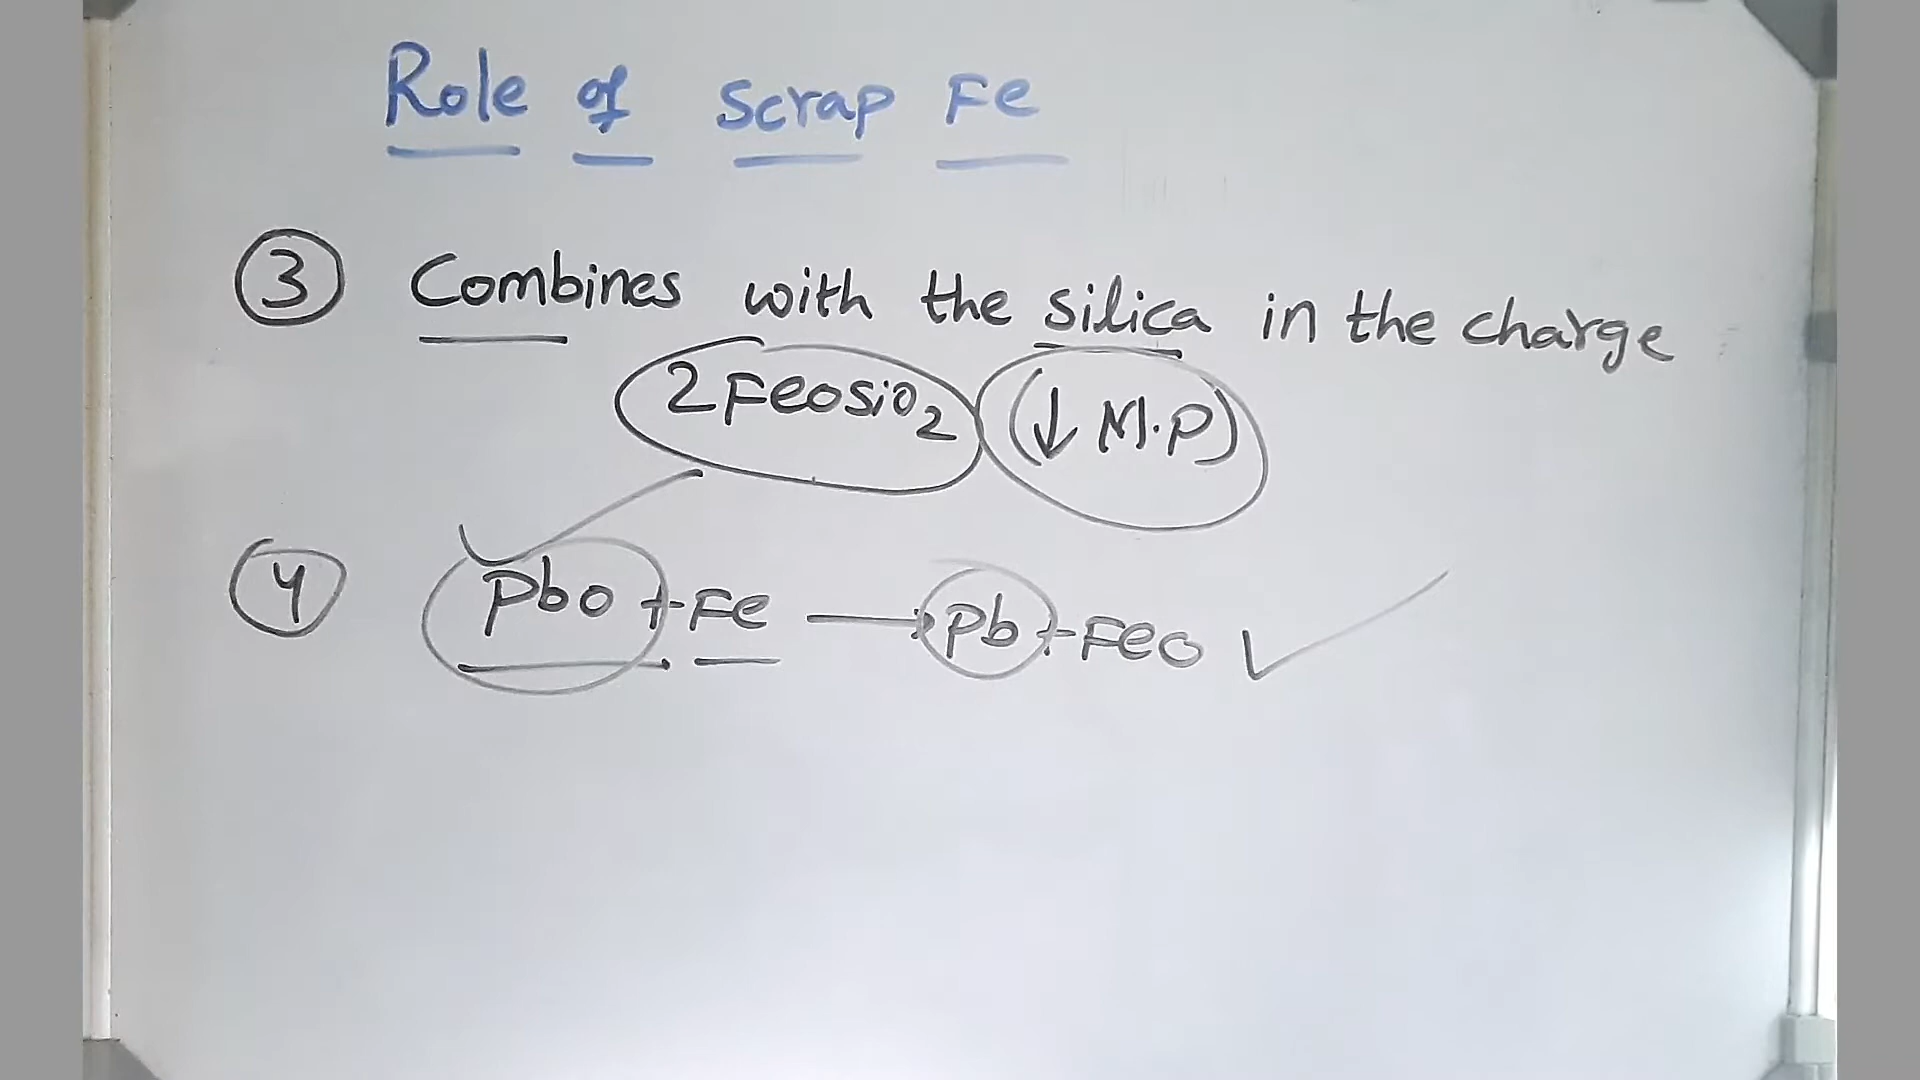 Role of Scrap Fe
③ Combines with the silica in the charge
2FeOSiO₂ (↓ M.P)
④ PbO + Fe → Pb + FeO ✓